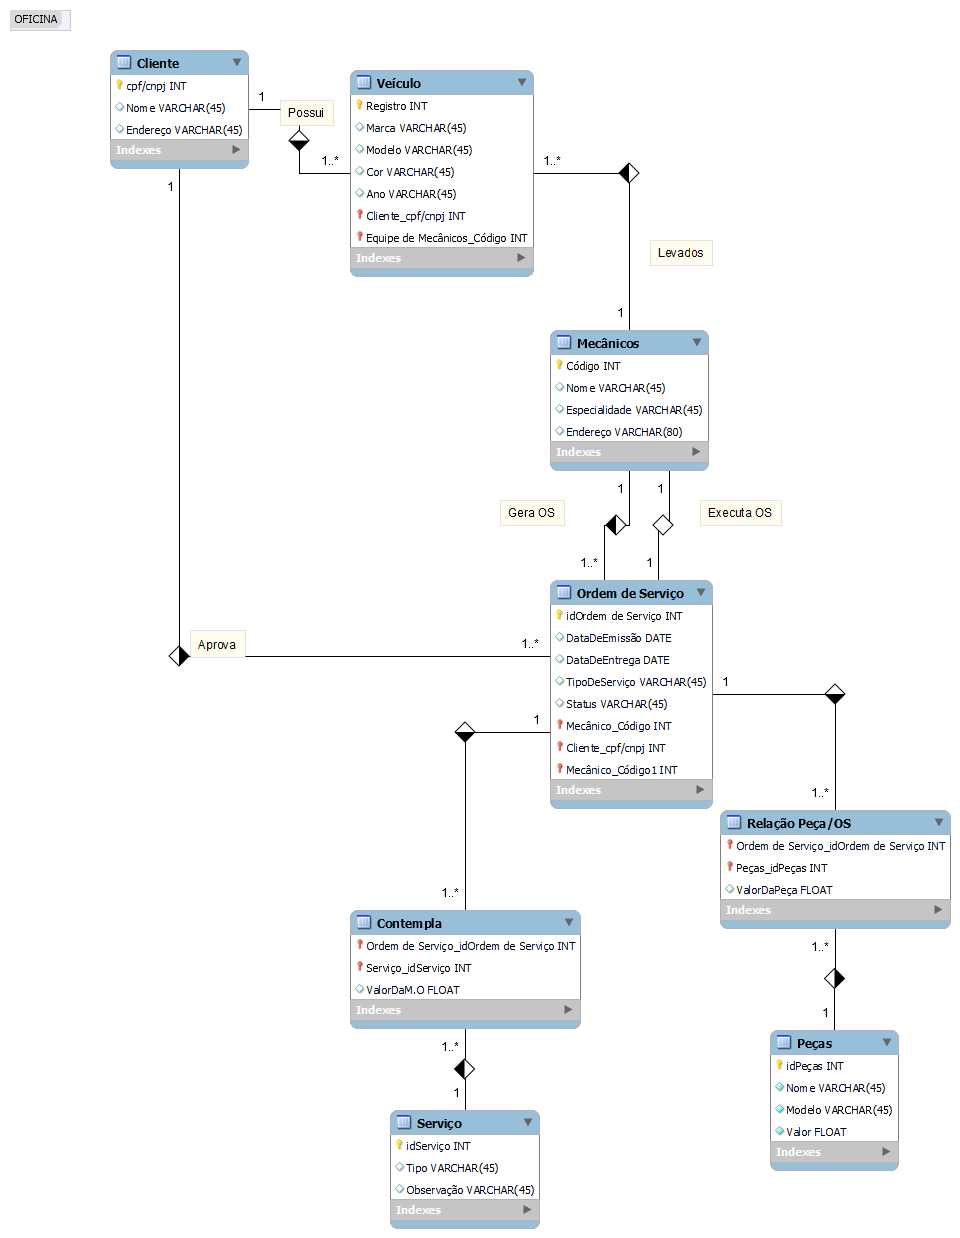 OFICINA
Cliente
cpf/cnpj INT
Nome VARCHAR(45)
Endereço VARCHAR(45)
Indexes
1
Possui
1..*
Veículo
Registro INT
Marca VARCHAR(45)
Modelo VARCHAR(45)
Cor VARCHAR(45)
Ano VARCHAR(45)
Cliente_cpf/cnpj INT
Equipe de Mecânicos_Código INT
Indexes
1..*
Levados
1
1
Mecânicos
Código INT
Nome VARCHAR(45)
Especialidade VARCHAR(45)
Endereço VARCHAR(80)
Indexes
1
1
Gera OS
Executa OS
1..*
1
Ordem de Serviço
idOrdem de Serviço INT
DataDeEmissão DATE
DataDeEntrega DATE
TipoDeServiço VARCHAR(45)
Status VARCHAR(45)
Mecânico_Código INT
Cliente_cpf/cnpj INT
Mecânico_Código1 INT
Indexes
Aprova
1..*
1
1
1..*
Relação Peça/OS
Ordem de Serviço_idOrdem de Serviço INT
Peças_idPeças INT
ValorDaPeça FLOAT
Indexes
1..*
Contempla
Ordem de Serviço_idOrdem de Serviço INT
Serviço_idServiço INT
ValorDaM.O FLOAT
Indexes
1..*
1
Peças
idPeças INT
Nome VARCHAR(45)
Modelo VARCHAR(45)
Valor FLOAT
Indexes
1..*
1
Serviço
idServiço INT
Tipo VARCHAR(45)
Observação VARCHAR(45)
Indexes